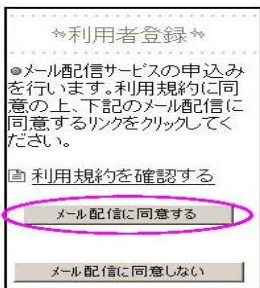 利用者登録
●メール配信サービスの申込み
を行います。利用規約に同
意の上、下記のメール配信に
同意するリンクをクリックしてく
ださい。
利用規約を確認する
メール配信に同意する
メール配信に同意しない